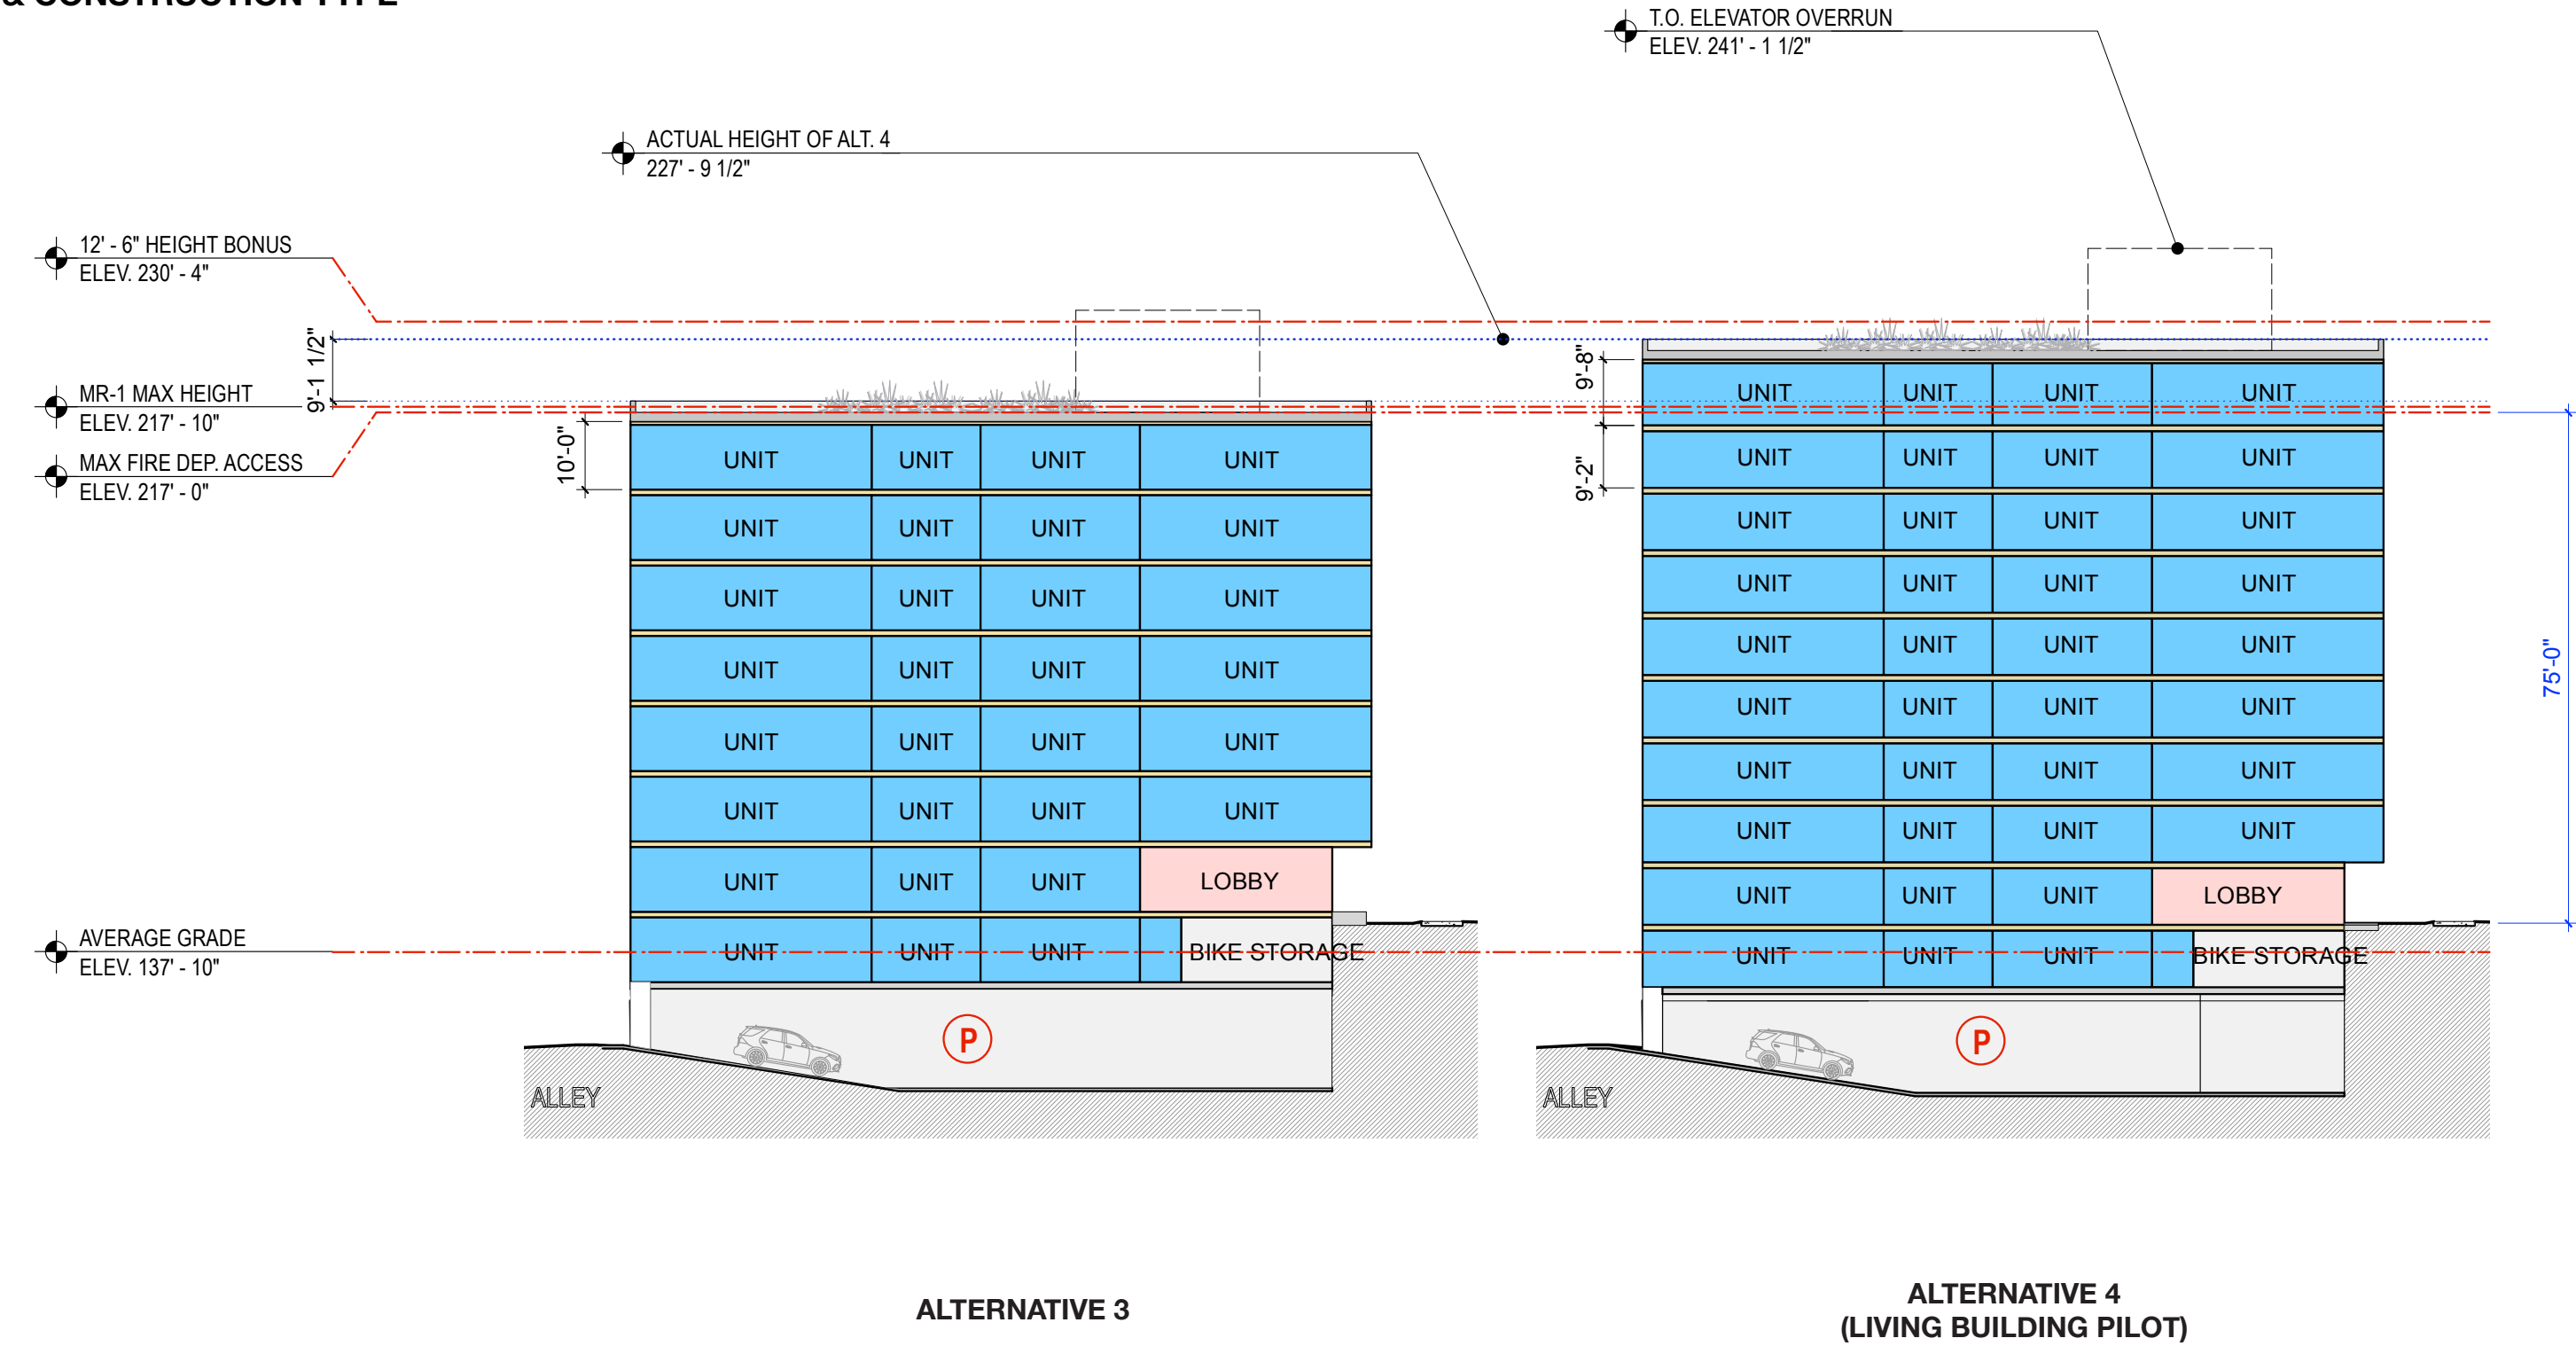 & CONSTRUCTION TYPE
T.O. ELEVATOR OVERRUN
ELEV. 241' - 1 1/2"
ACTUAL HEIGHT OF ALT. 4
227' - 9 1/2"
12' - 6" HEIGHT BONUS
ELEV. 230' - 4"
9'-1 1/2"
MR-1 MAX HEIGHT
ELEV. 217' - 10"
MAX FIRE DEP. ACCESS
ELEV. 217' - 0"
AVERAGE GRADE
ELEV. 137' - 10"
10'-0"
UNIT UNIT UNIT UNIT
UNIT UNIT UNIT UNIT
UNIT UNIT UNIT UNIT
UNIT UNIT UNIT UNIT
UNIT UNIT UNIT UNIT
UNIT UNIT UNIT UNIT
UNIT UNIT UNIT LOBBY
UNIT UNIT UNIT BIKE STORAGE
P
ALLEY
ALTERNATIVE 3
9'-8"
9'-2"
UNIT UNIT UNIT UNIT
UNIT UNIT UNIT UNIT
UNIT UNIT UNIT UNIT
UNIT UNIT UNIT UNIT
UNIT UNIT UNIT UNIT
UNIT UNIT UNIT UNIT
UNIT UNIT UNIT UNIT
UNIT UNIT UNIT UNIT
UNIT UNIT UNIT LOBBY
UNIT UNIT UNIT BIKE STORAGE
P
ALLEY
75'-0"
ALTERNATIVE 4
(LIVING BUILDING PILOT)